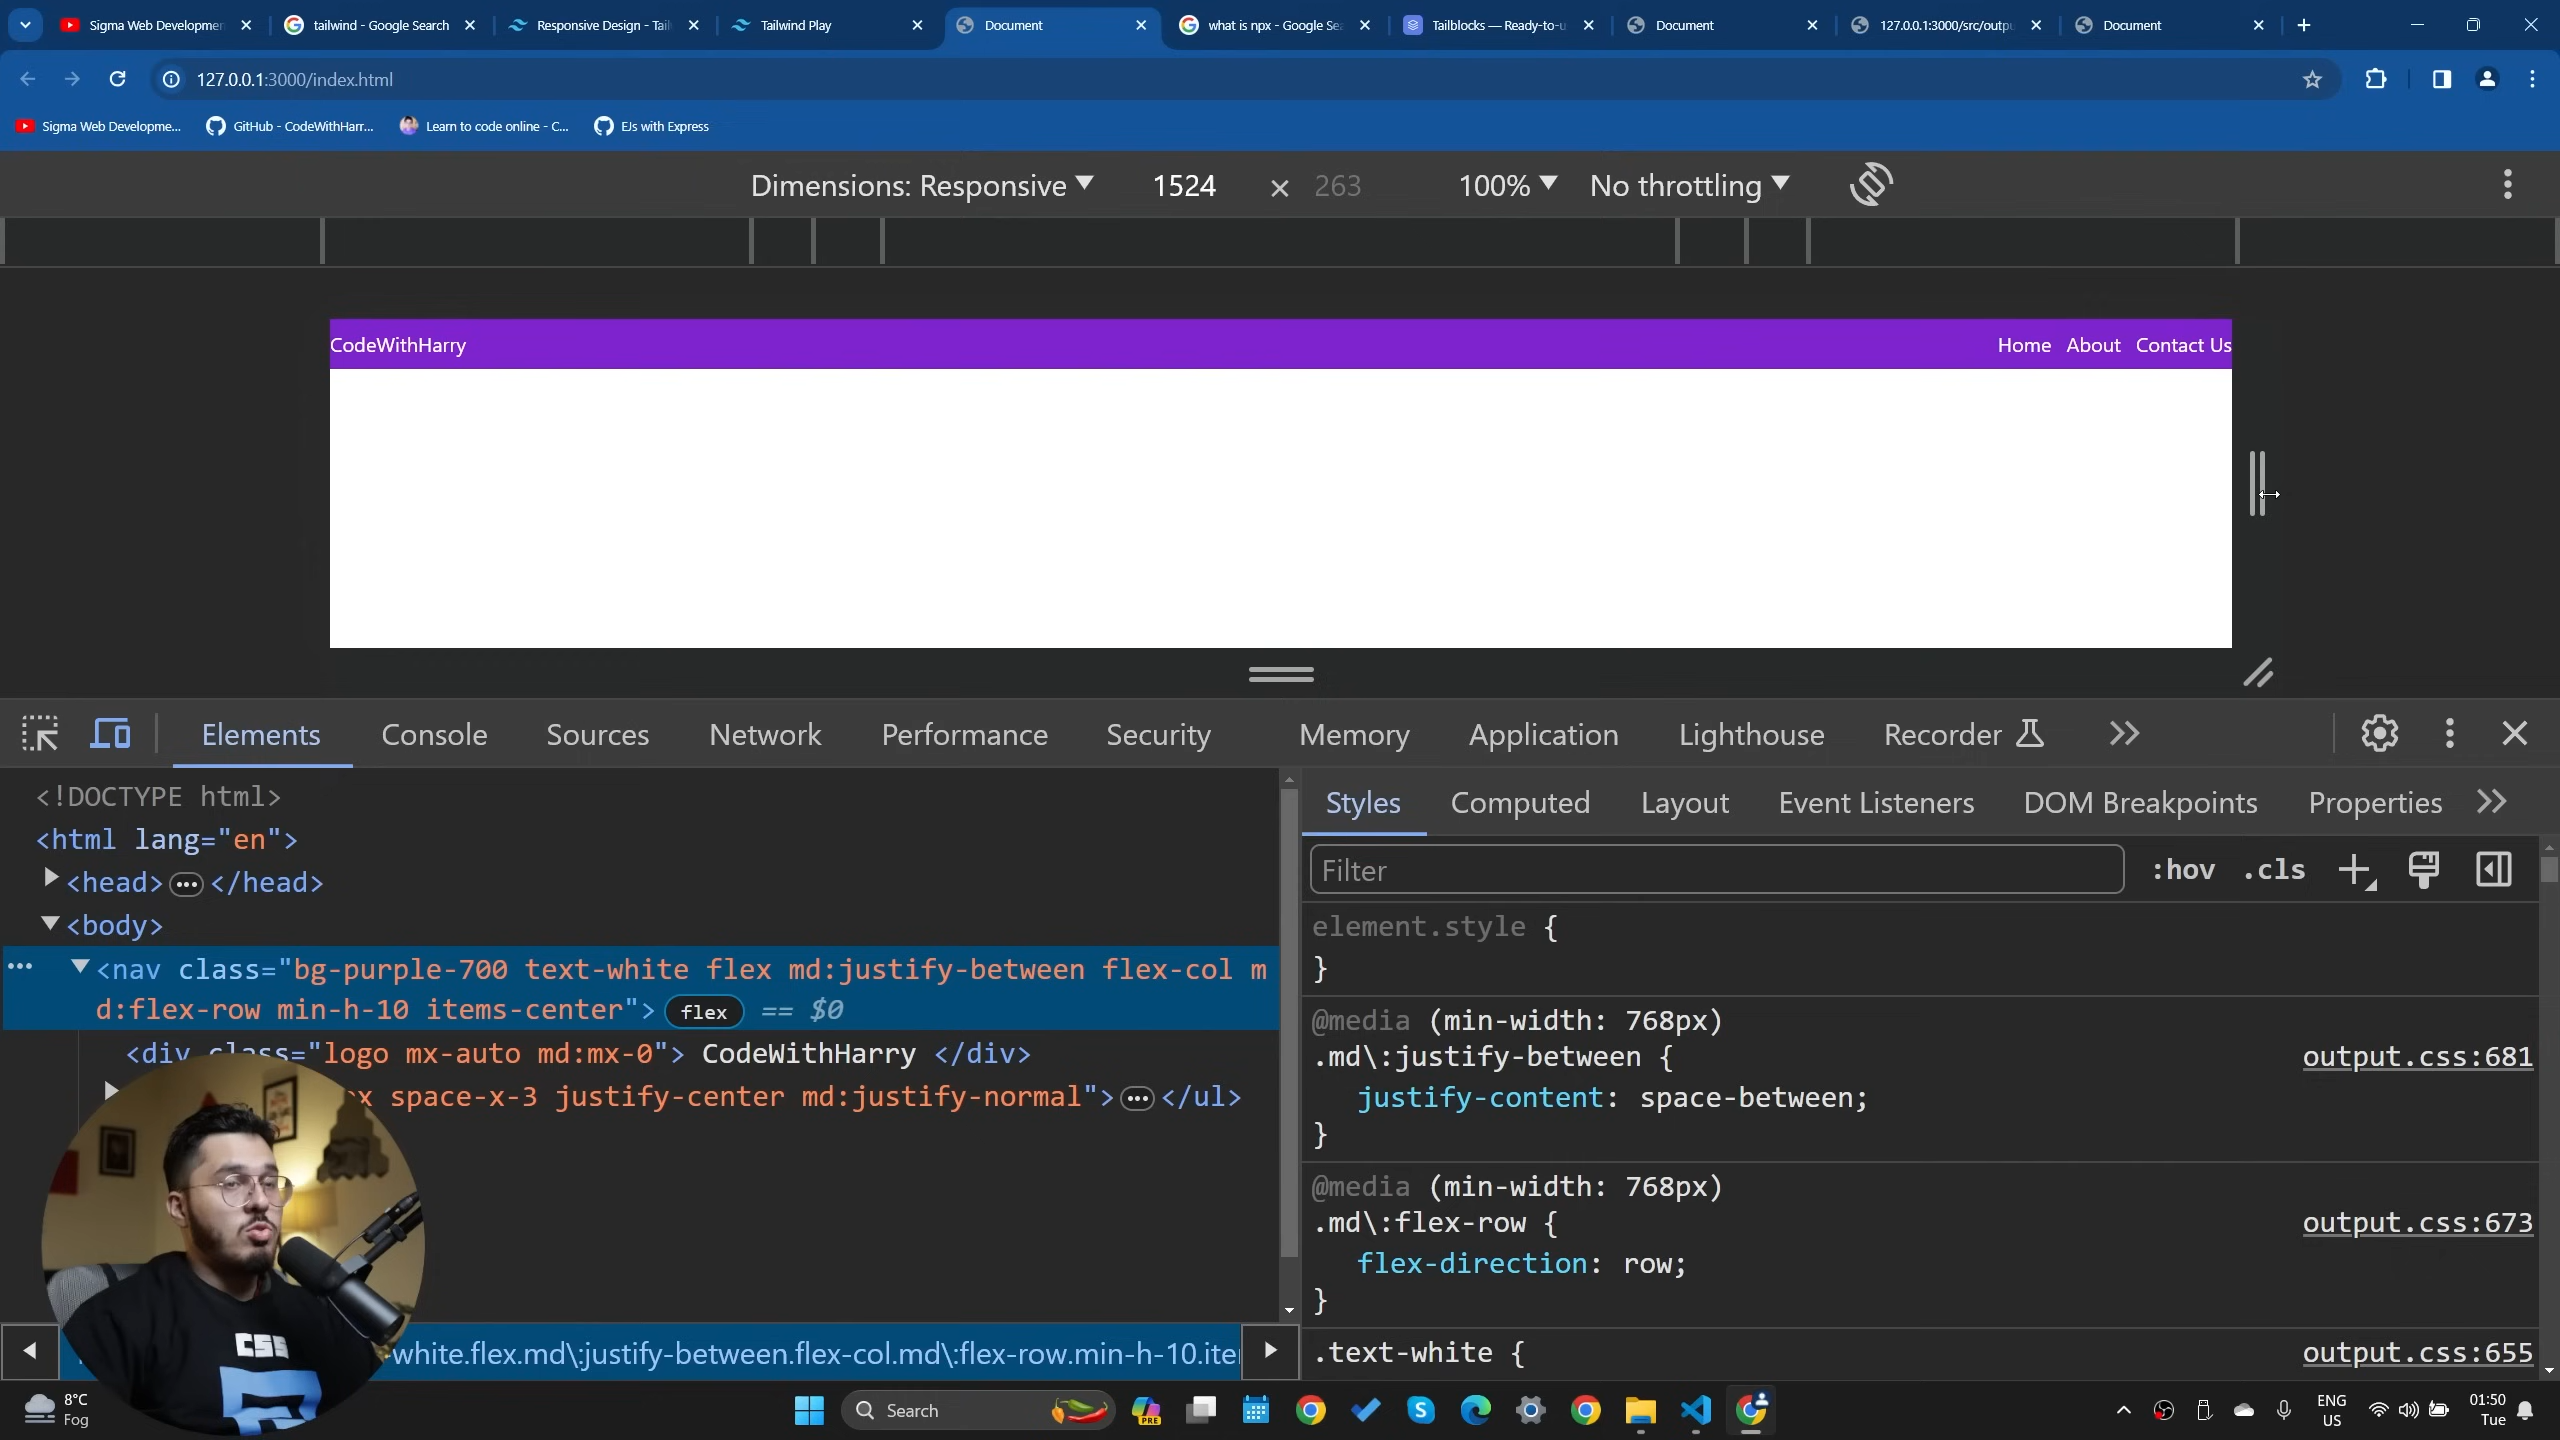 Sigma Web Developmen
tailwind - Google Search
Responsive Design - Tail
Tailwind Play
Document
what is npx - Google Se
Tailblocks — Ready-to-u
Document
127.0.0.1:3000/src/outpu
Document
127.0.0.1:3000/index.html
Sigma Web Developme...
GitHub - CodeWithHarr...
Learn to code online - C...
EJs with Express
Dimensions: Responsive
1524
×
263
100%
No throttling
CodeWithHarry
Home
About
Contact Us
Elements
Console
Sources
Network
Performance
Security
Memory
Application
Lighthouse
Recorder
<!DOCTYPE html>
<html lang="en">
<head> ••• </head>
<body>
••• <nav class="bg-purple-700 text-white flex md:justify-between flex-col m
d:flex-row min-h-10 items-center"> flex == $0
<div class="logo mx-auto md:mx-0"> CodeWithHarry </div>
x space-x-3 justify-center md:justify-normal"> ••• </ul>
-white.flex.md\:justify-between.flex-col.md\:flex-row.min-h-10.iter
Styles
Computed
Layout
Event Listeners
DOM Breakpoints
Properties
Filter
:hov
.cls
element.style {
}
@media (min-width: 768px)
.md\:justify-between {
output.css:681
justify-content: space-between;
}
@media (min-width: 768px)
.md\:flex-row {
output.css:673
flex-direction: row;
}
.text-white {
output.css:655
CSS
8°C
Fog
Search
PRE
ENG
US
01:50
Tue